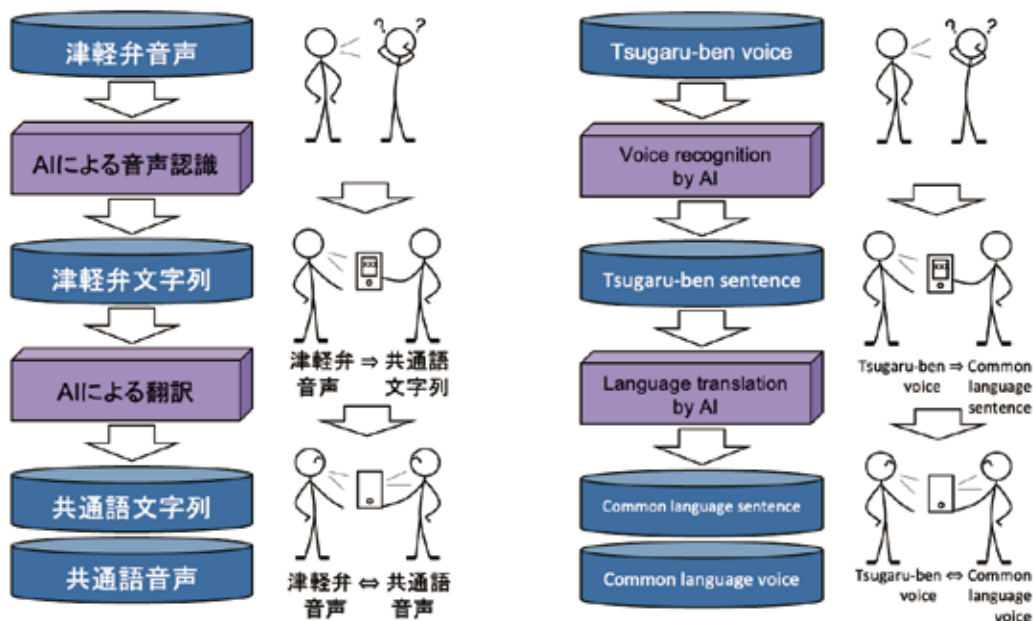 津軽弁音声
AIによる音声認識
津軽弁文字列
AIによる翻訳
共通語文字列
共通語音声
? ?
xxx
津軽弁 ⇒ 共通語
音声 文字列
津軽弁 ⇔ 共通語
音声 音声
Tsugaru-ben voice
Voice recognition
by AI
Tsugaru-ben sentence
Language translation
by AI
Common language sentence
Common language voice
? ?
xxx
Tsugaru-ben ⇒ Common
voice language
sentence
Tsugaru-ben ⇔ Common
voice language
voice